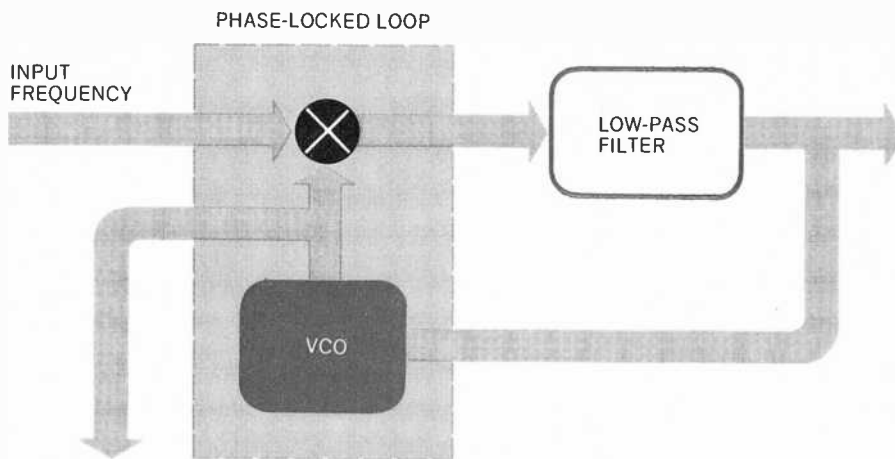 PHASE-LOCKED LOOP
INPUT
FREQUENCY
LOW-PASS
FILTER
VCO